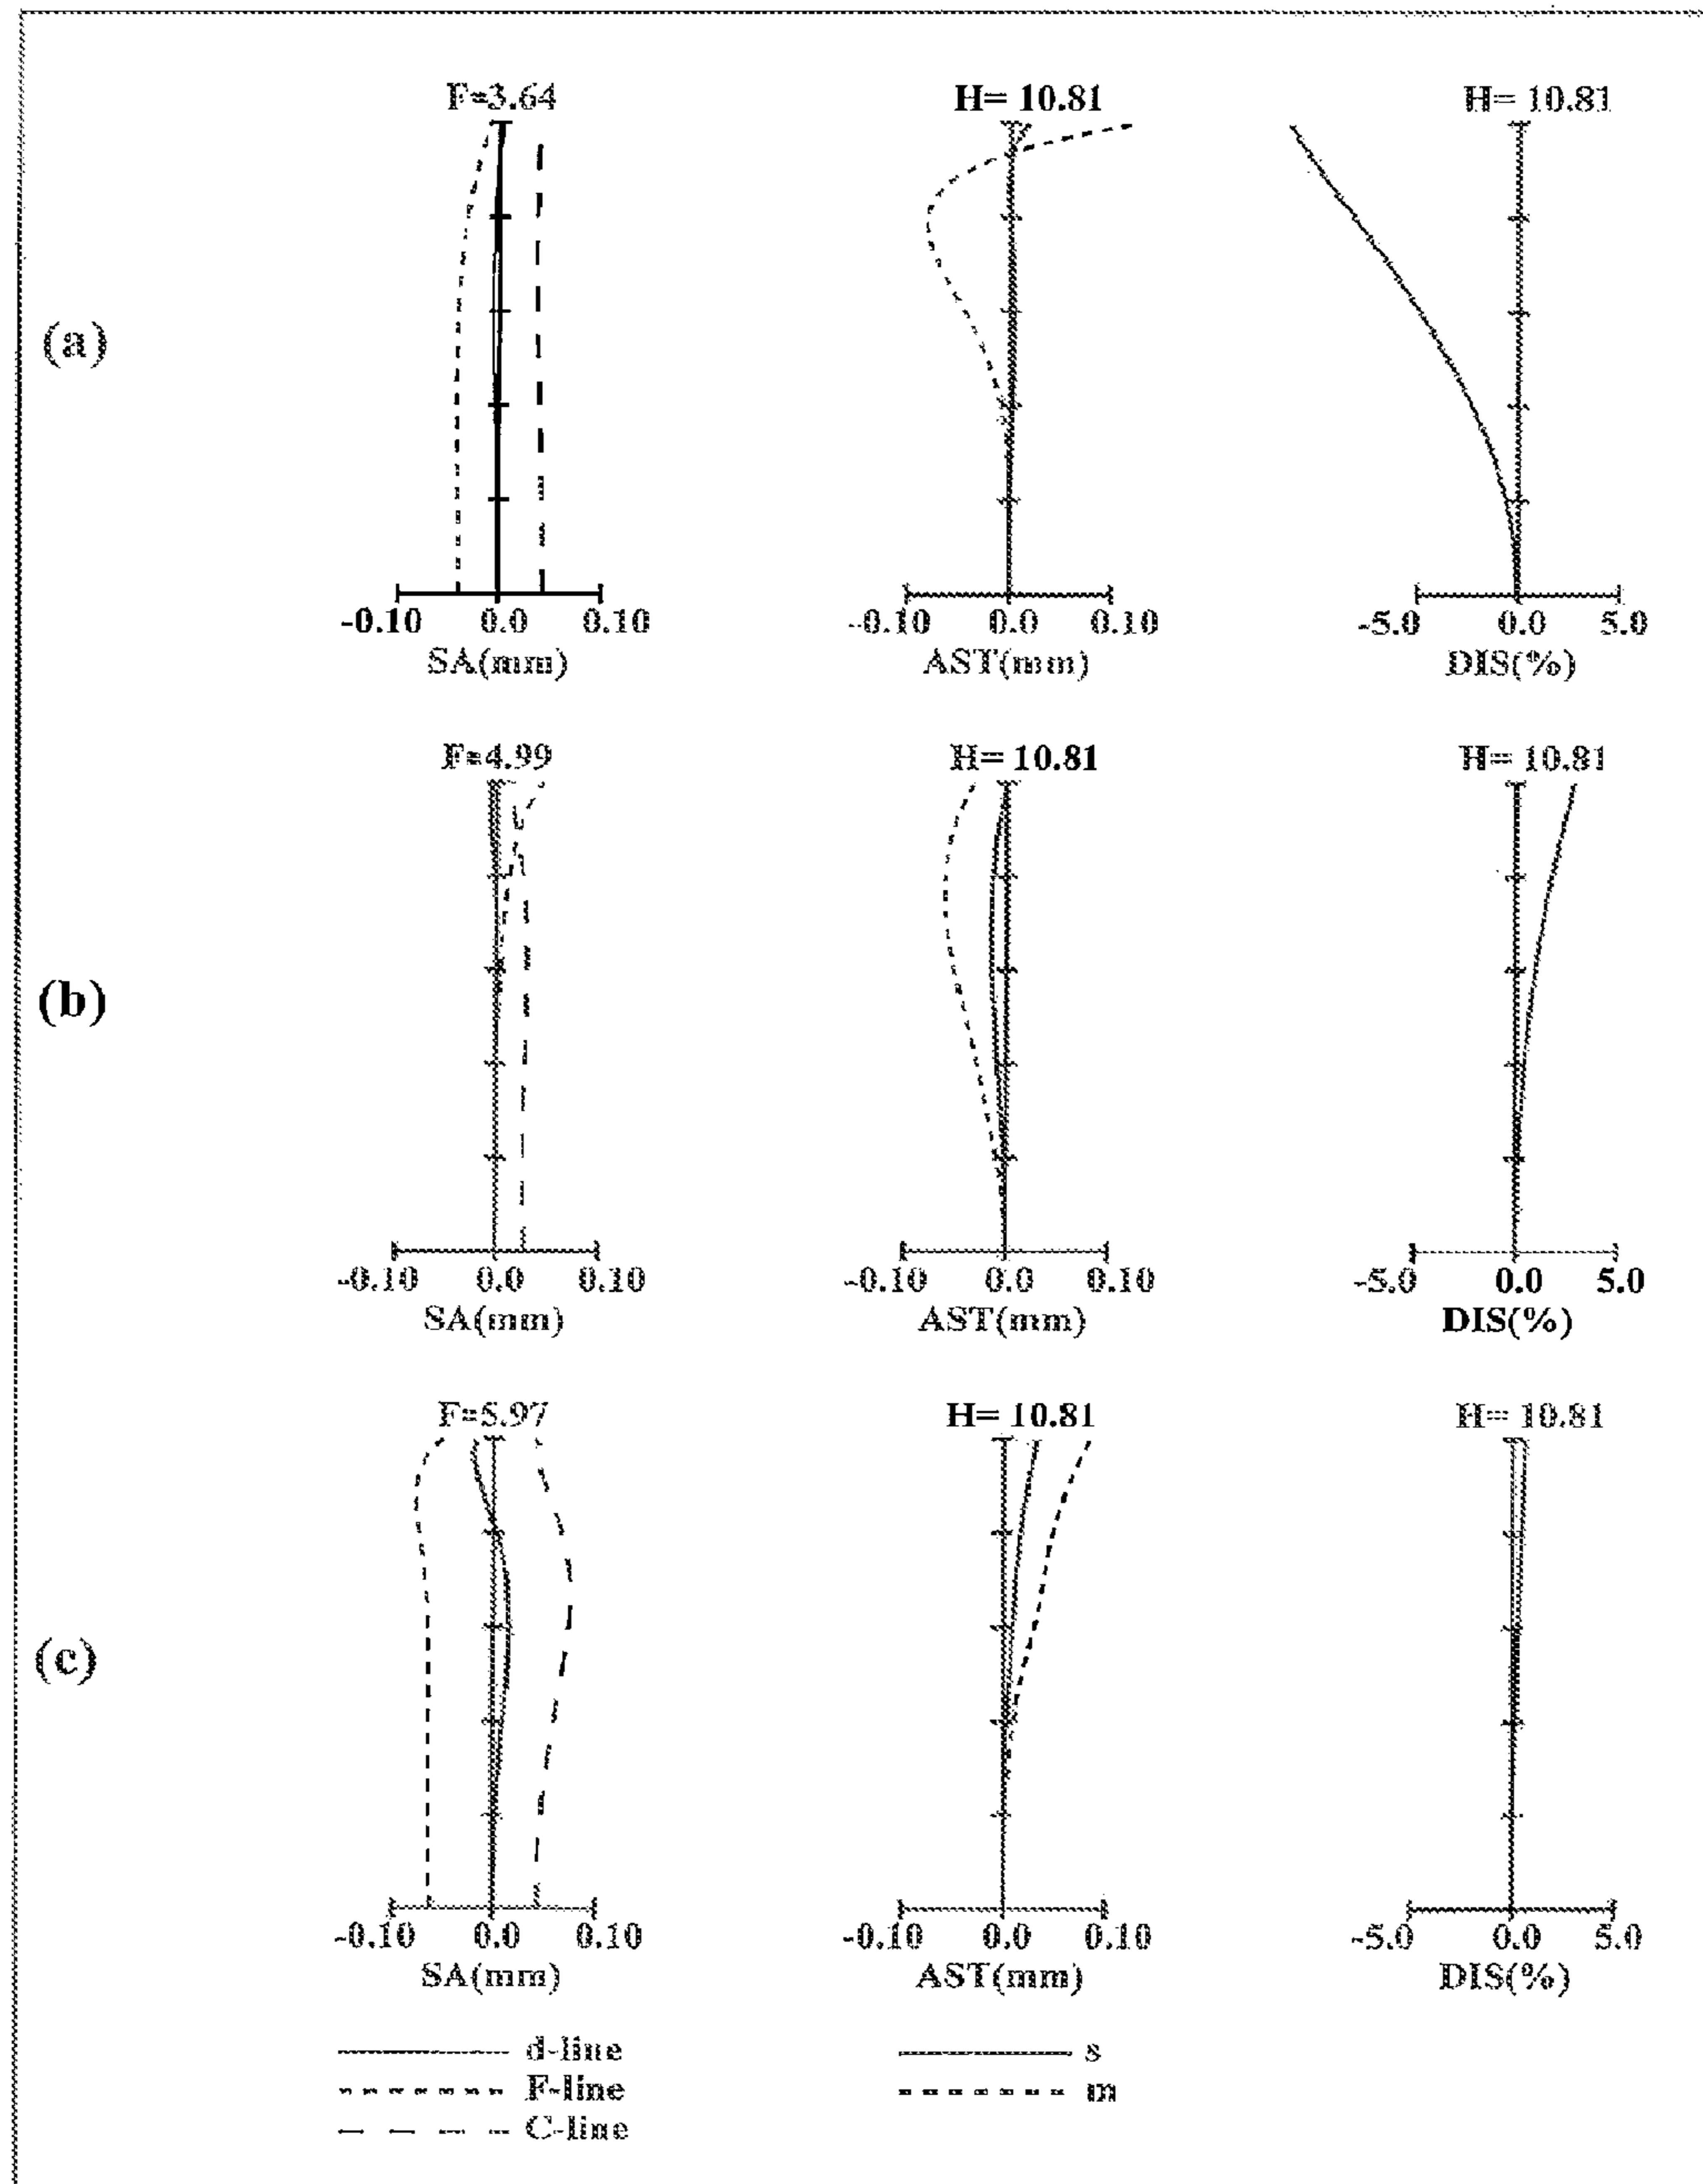 F=3.64 H= 10.81 H= 10.81
(a)
-0.10 0.0 0.10 -0.10 0.0 0.10 -5.0 0.0 5.0
SA(mm) AST(mm) DIS(%)
F=4.99 H= 10.81 H= 10.81
(b)
-0.10 0.0 0.10 -0.10 0.0 0.10 -5.0 0.0 5.0
SA(mm) AST(mm) DIS(%)
F=5.97 H= 10.81 H= 10.81
(c)
-0.10 0.0 0.10 -0.10 0.0 0.10 -5.0 0.0 5.0
SA(mm) AST(mm) DIS(%)
d-line s
F-line m
C-line